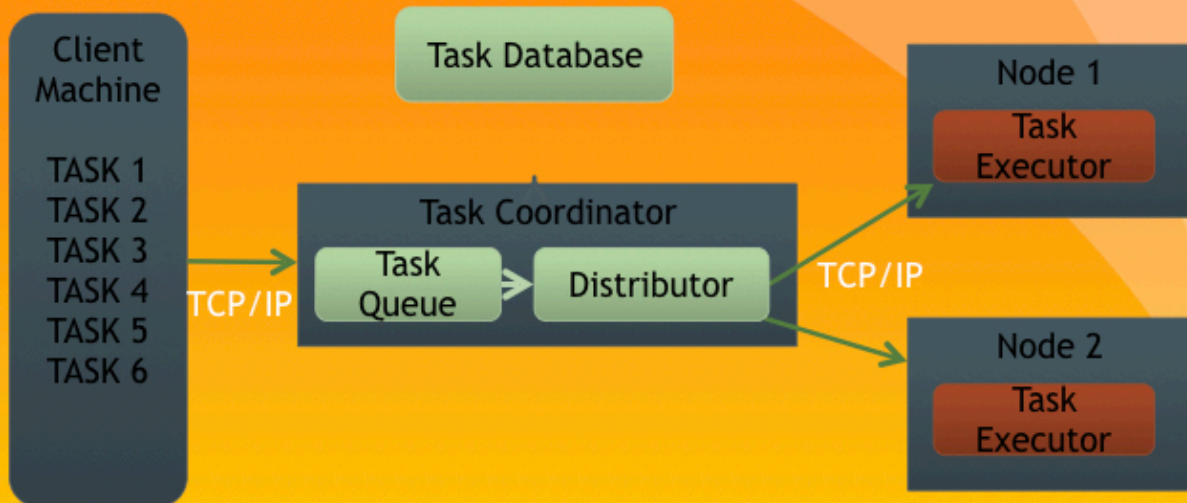 Client
Machine
TASK 1
TASK 2
TASK 3
TASK 4
TASK 5
TASK 6
TCP/IP
Task Database
Task Coordinator
Task
Queue
Distributor
TCP/IP
Node 1
Task
Executor
Node 2
Task
Executor